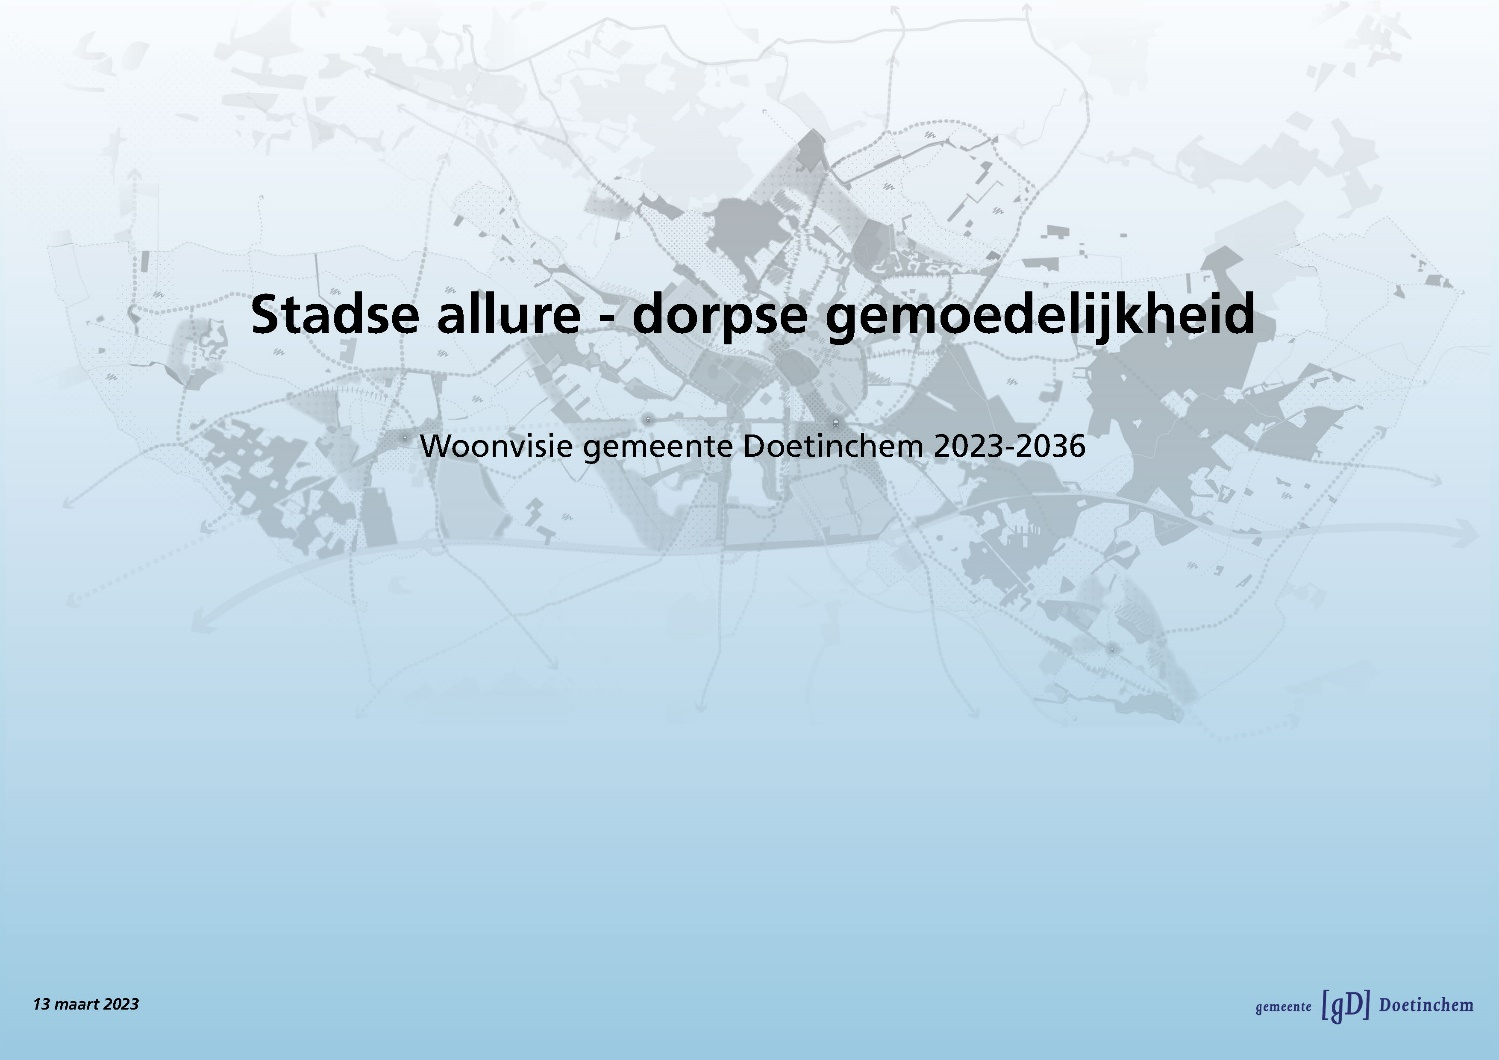 Stadse allure - dorpse gemoedelijkheid
Woonvisie gemeente Doetinchem 2023-2036
13 maart 2023
gemeente [gD] Doetinchem